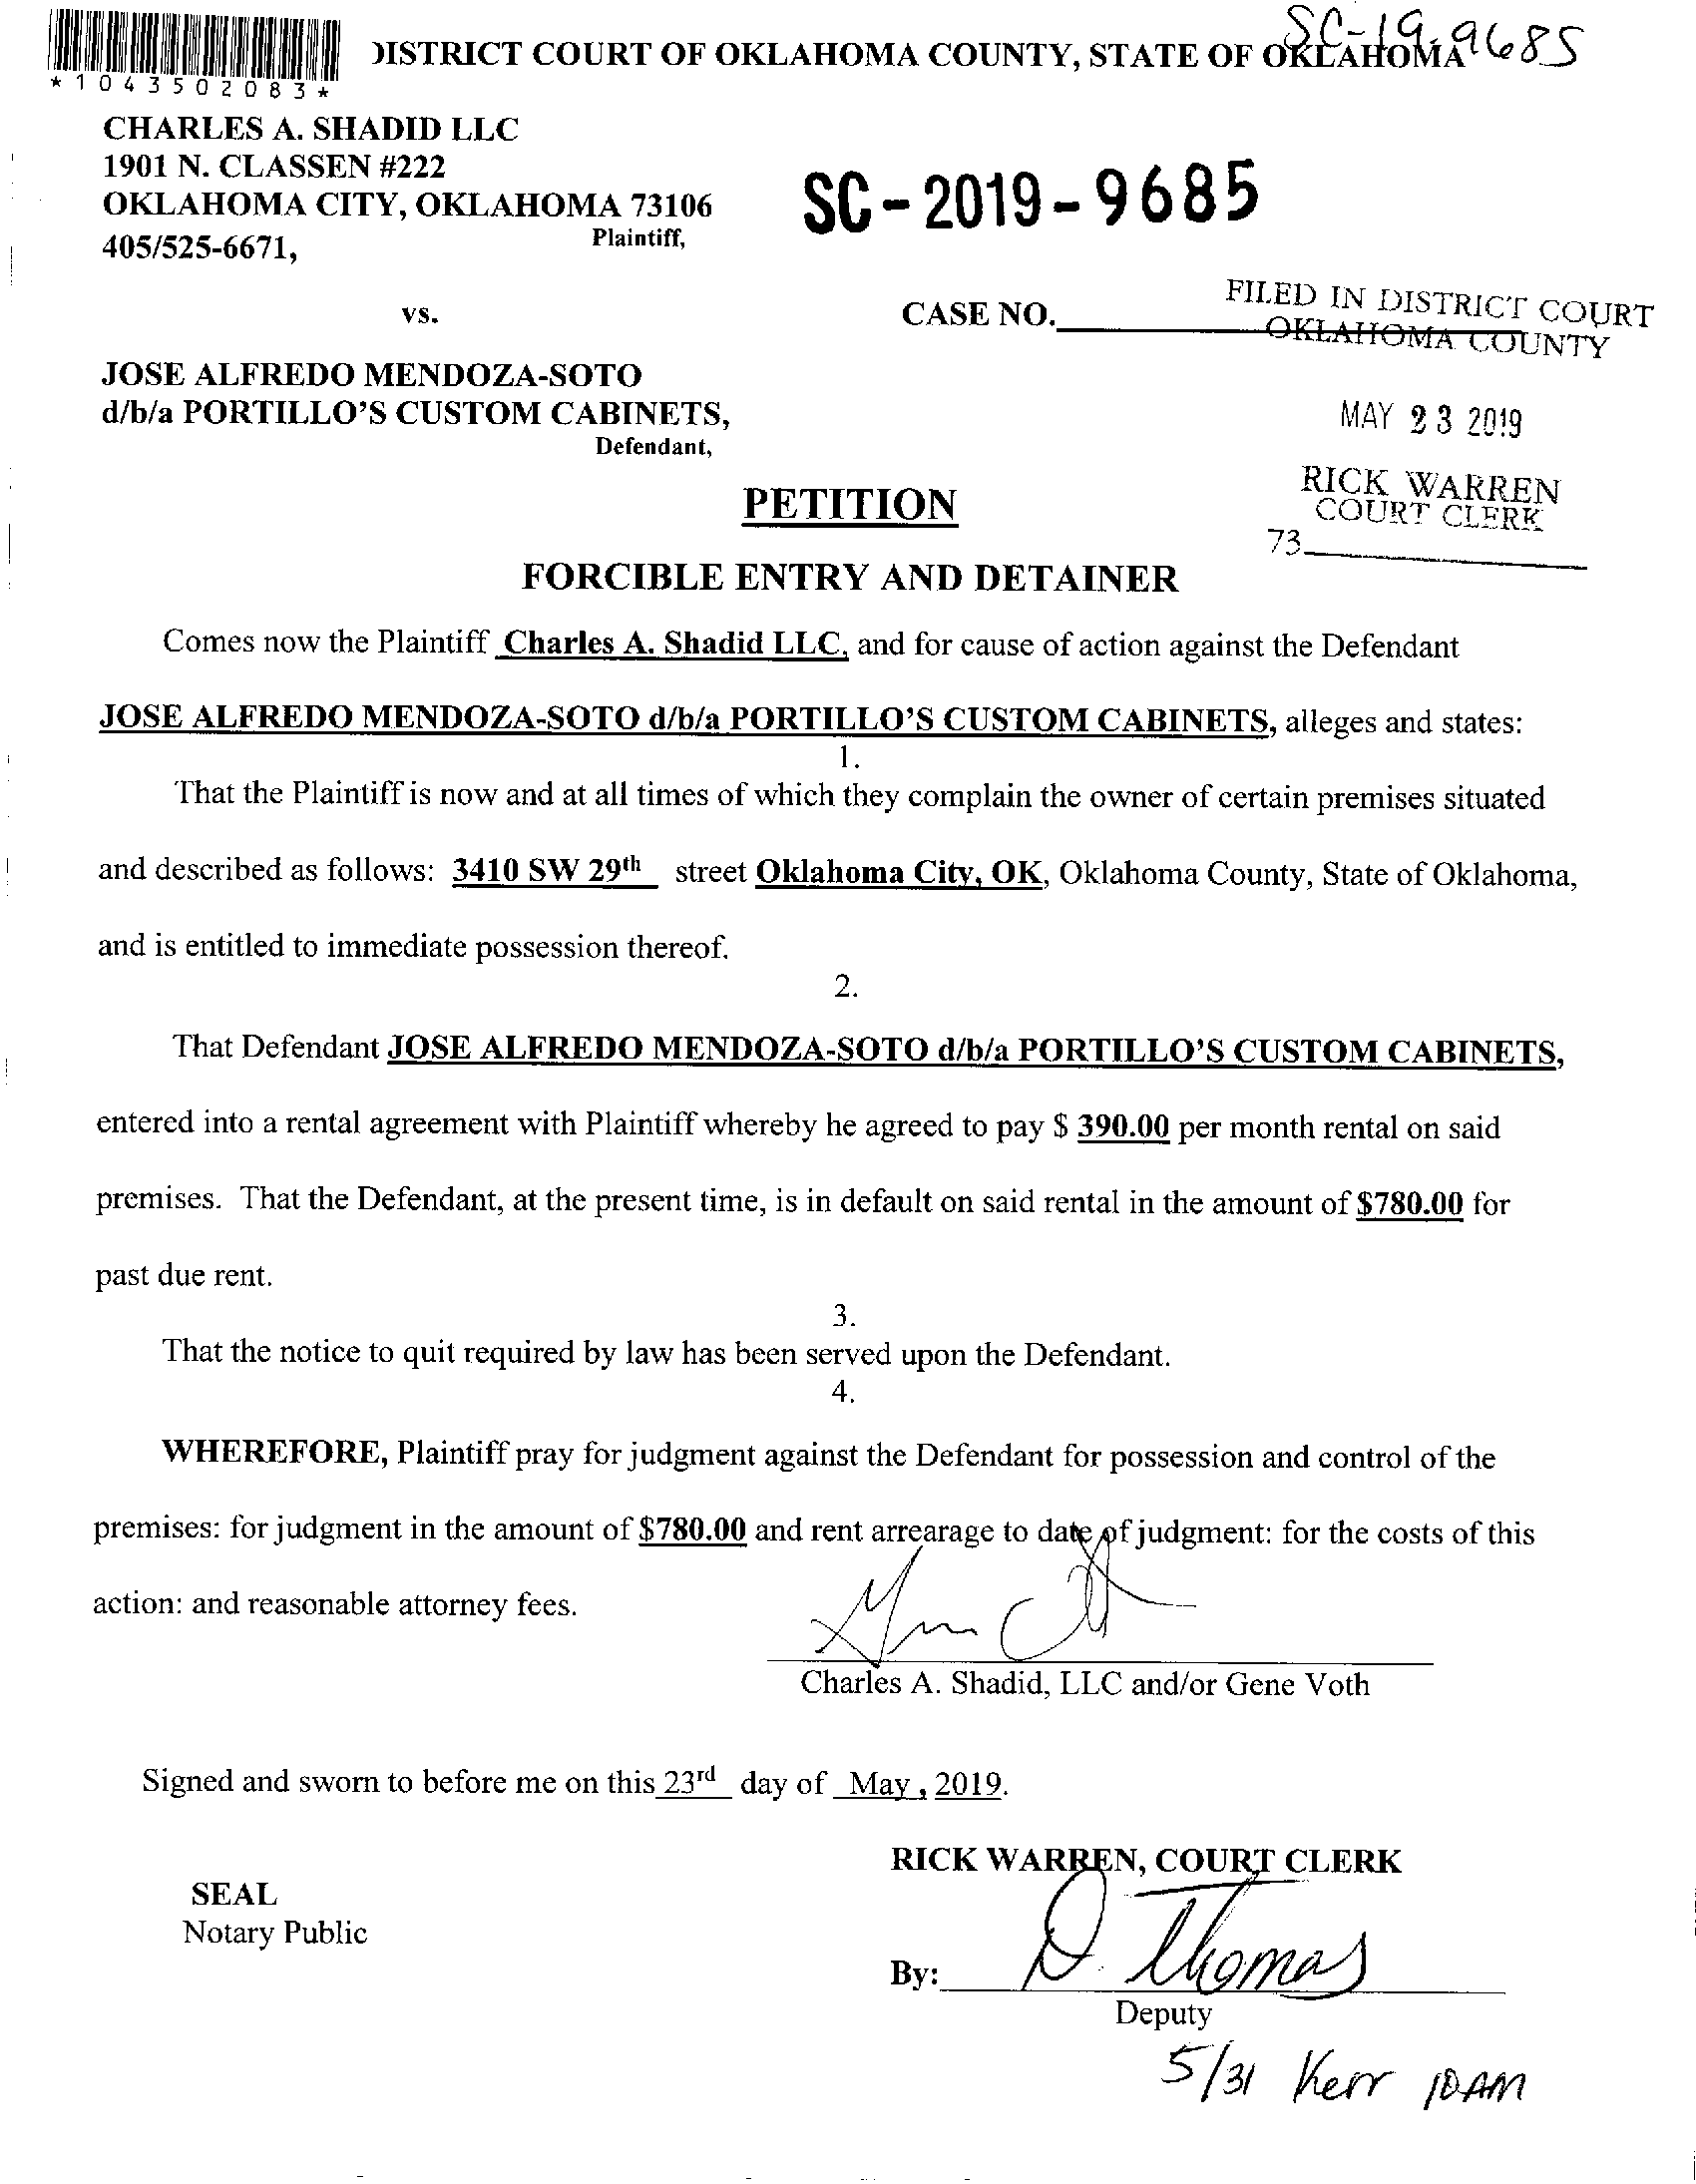 SC-19-9685
DISTRICT COURT OF OKLAHOMA COUNTY, STATE OF OKLAHOMA
*1043502083*
CHARLES A. SHADID LLC
1901 N. CLASSEN #222
OKLAHOMA CITY, OKLAHOMA 73106
405/525-6671,
Plaintiff,
SC-2019-9685
vs.
CASE NO.
FILED IN DISTRICT COURT
OKLAHOMA COUNTY
JOSE ALFREDO MENDOZA-SOTO
d/b/a PORTILLO'S CUSTOM CABINETS,
Defendant,
MAY 23 2019
RICK WARREN
COURT CLERK
73
PETITION
FORCIBLE ENTRY AND DETAINER
Comes now the Plaintiff Charles A. Shadid LLC, and for cause of action against the Defendant
JOSE ALFREDO MENDOZA-SOTO d/b/a PORTILLO'S CUSTOM CABINETS, alleges and states:
1.
That the Plaintiff is now and at all times of which they complain the owner of certain premises situated
and described as follows: 3410 SW 29th street Oklahoma City, OK, Oklahoma County, State of Oklahoma,
and is entitled to immediate possession thereof.
2.
That Defendant JOSE ALFREDO MENDOZA-SOTO d/b/a PORTILLO'S CUSTOM CABINETS,
entered into a rental agreement with Plaintiff whereby he agreed to pay $ 390.00 per month rental on said
premises. That the Defendant, at the present time, is in default on said rental in the amount of $780.00 for
past due rent.
3.
That the notice to quit required by law has been served upon the Defendant.
4.
WHEREFORE, Plaintiff pray for judgment against the Defendant for possession and control of the
premises: for judgment in the amount of $780.00 and rent arrearage to date of judgment: for the costs of this
action: and reasonable attorney fees.
Charles A. Shadid, LLC and/or Gene Voth
Signed and sworn to before me on this 23rd day of May, 2019.
RICK WARREN, COURT CLERK
SEAL
Notary Public
By: D. Thomas
Deputy
5/31 Kerr 10AM